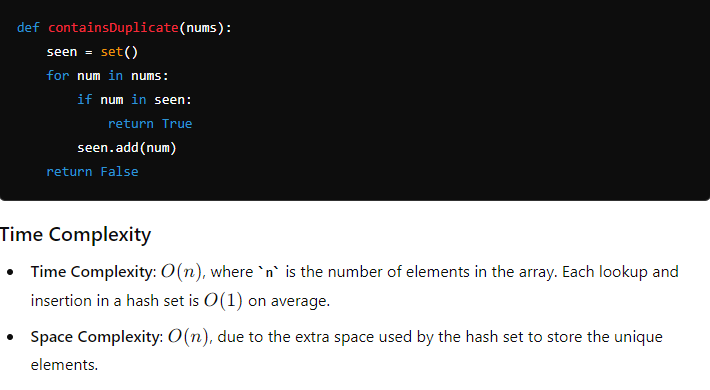 def containsDuplicate(nums):
    seen = set()
    for num in nums:
        if num in seen:
            return True
        seen.add(num)
    return False
Time Complexity
• Time Complexity: O(n), where `n` is the number of elements in the array. Each lookup and
insertion in a hash set is O(1) on average.
• Space Complexity: O(n), due to the extra space used by the hash set to store the unique
elements.